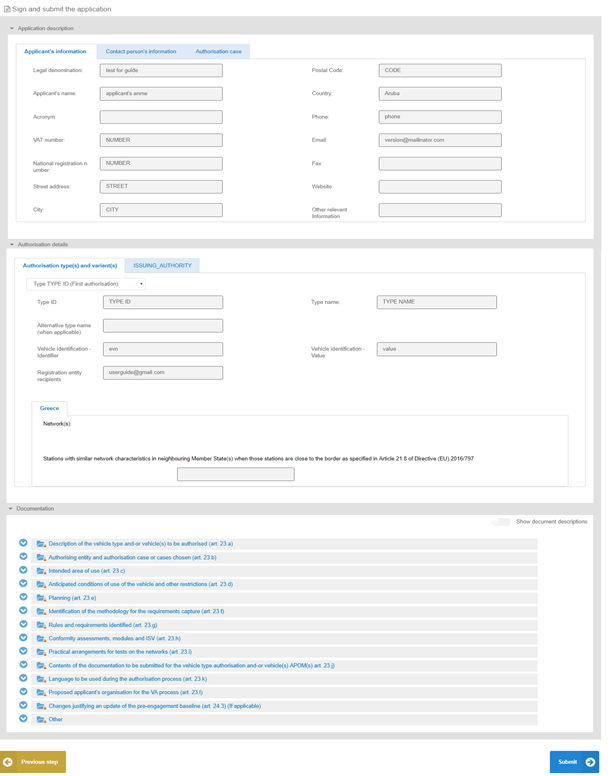 Sign and submit the application
Application description
Applicant's information
Contact person's information
Authorisation case
Legal denomination:
test for guide
Postal Code:
CODE
Applicant's name:
applicant's anme
Country:
Aruba
Acronym
Phone:
phone
VAT number:
NUMBER
Email:
version@mailinator.com
National registration n
umber:
NUMBER
Fax
Street address:
STREET
Website
City:
CITY
Other relevant
Information
Authorisation details
Authorisation type(s) and variant(s)
ISSUING_AUTHORITY
Type TYPE ID (First authorisation)
Type ID
TYPE ID
Type name:
TYPE NAME
Alternative type name
(when applicable)
Vehicle Identification -
Identifier
evn
Vehicle Identification -
Value
value
Registration entity
recipients
userguide@gmail.com
Greece
Network(s):
Stations with similar network characteristics in neighbouring Member State(s) when those stations are close to the border as specified in Article 21.8 of Directive (EU) 2016/797
Documentation
Show document descriptions
Description of the vehicle type and-or vehicle(s) to be authorised (art. 23.a)
Authorising entity and authorisation case or cases chosen (art. 23.b)
Intended area of use (art. 23.c)
Anticipated conditions of use of the vehicle and other restrictions (art. 23.d)
Planning (art. 23.e)
Identification of the methodology for the requirements capture (art. 23.f)
Rules and requirements identified (art. 23.g)
Conformity assessments, modules and ISV (art. 23.h)
Practical arrangements for tests on the networks (art. 23.i)
Contents of the documentation to be submitted for the vehicle type authorisation and-or vehicle(s) APOM(s) art. 23.j)
Language to be used during the authorisation process (art. 23.k)
Proposed applicant's organisation for the VA process (art. 23.l)
Changes justifying an update of the pre-engagement baseline (art. 24.3) (If applicable)
Other
Previous step
Submit